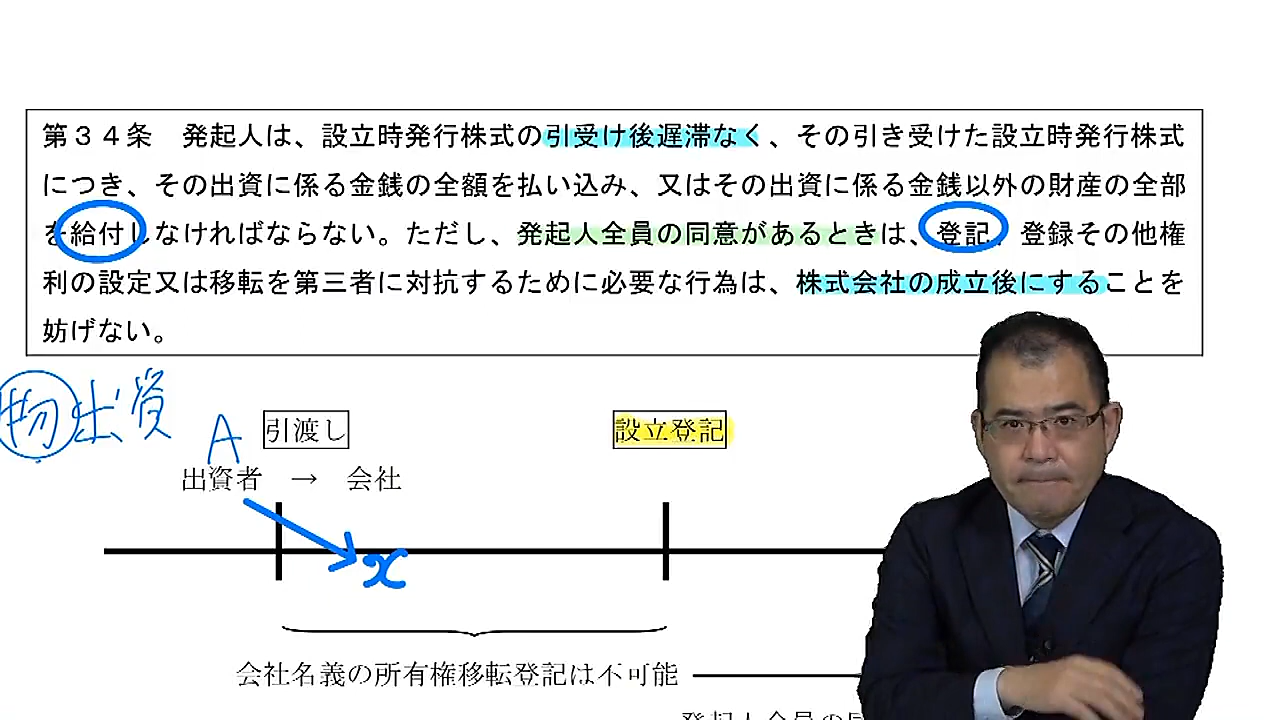 第３４条　発起人は、設立時発行株式の引受け後遅滞なく、その引き受けた設立時発行株式
につき、その出資に係る金銭の全額を払い込み、又はその出資に係る金銭以外の財産の全部
を給付しなければならない。ただし、発起人全員の同意があるときは、登記、登録その他権
利の設定又は移転を第三者に対抗するために必要な行為は、株式会社の成立後にすることを
妨げない。
物出資
A
引渡し
設立登記
出資者　→　会社
x
会社名義の所有権移転登記は不可能
発起人全員の同